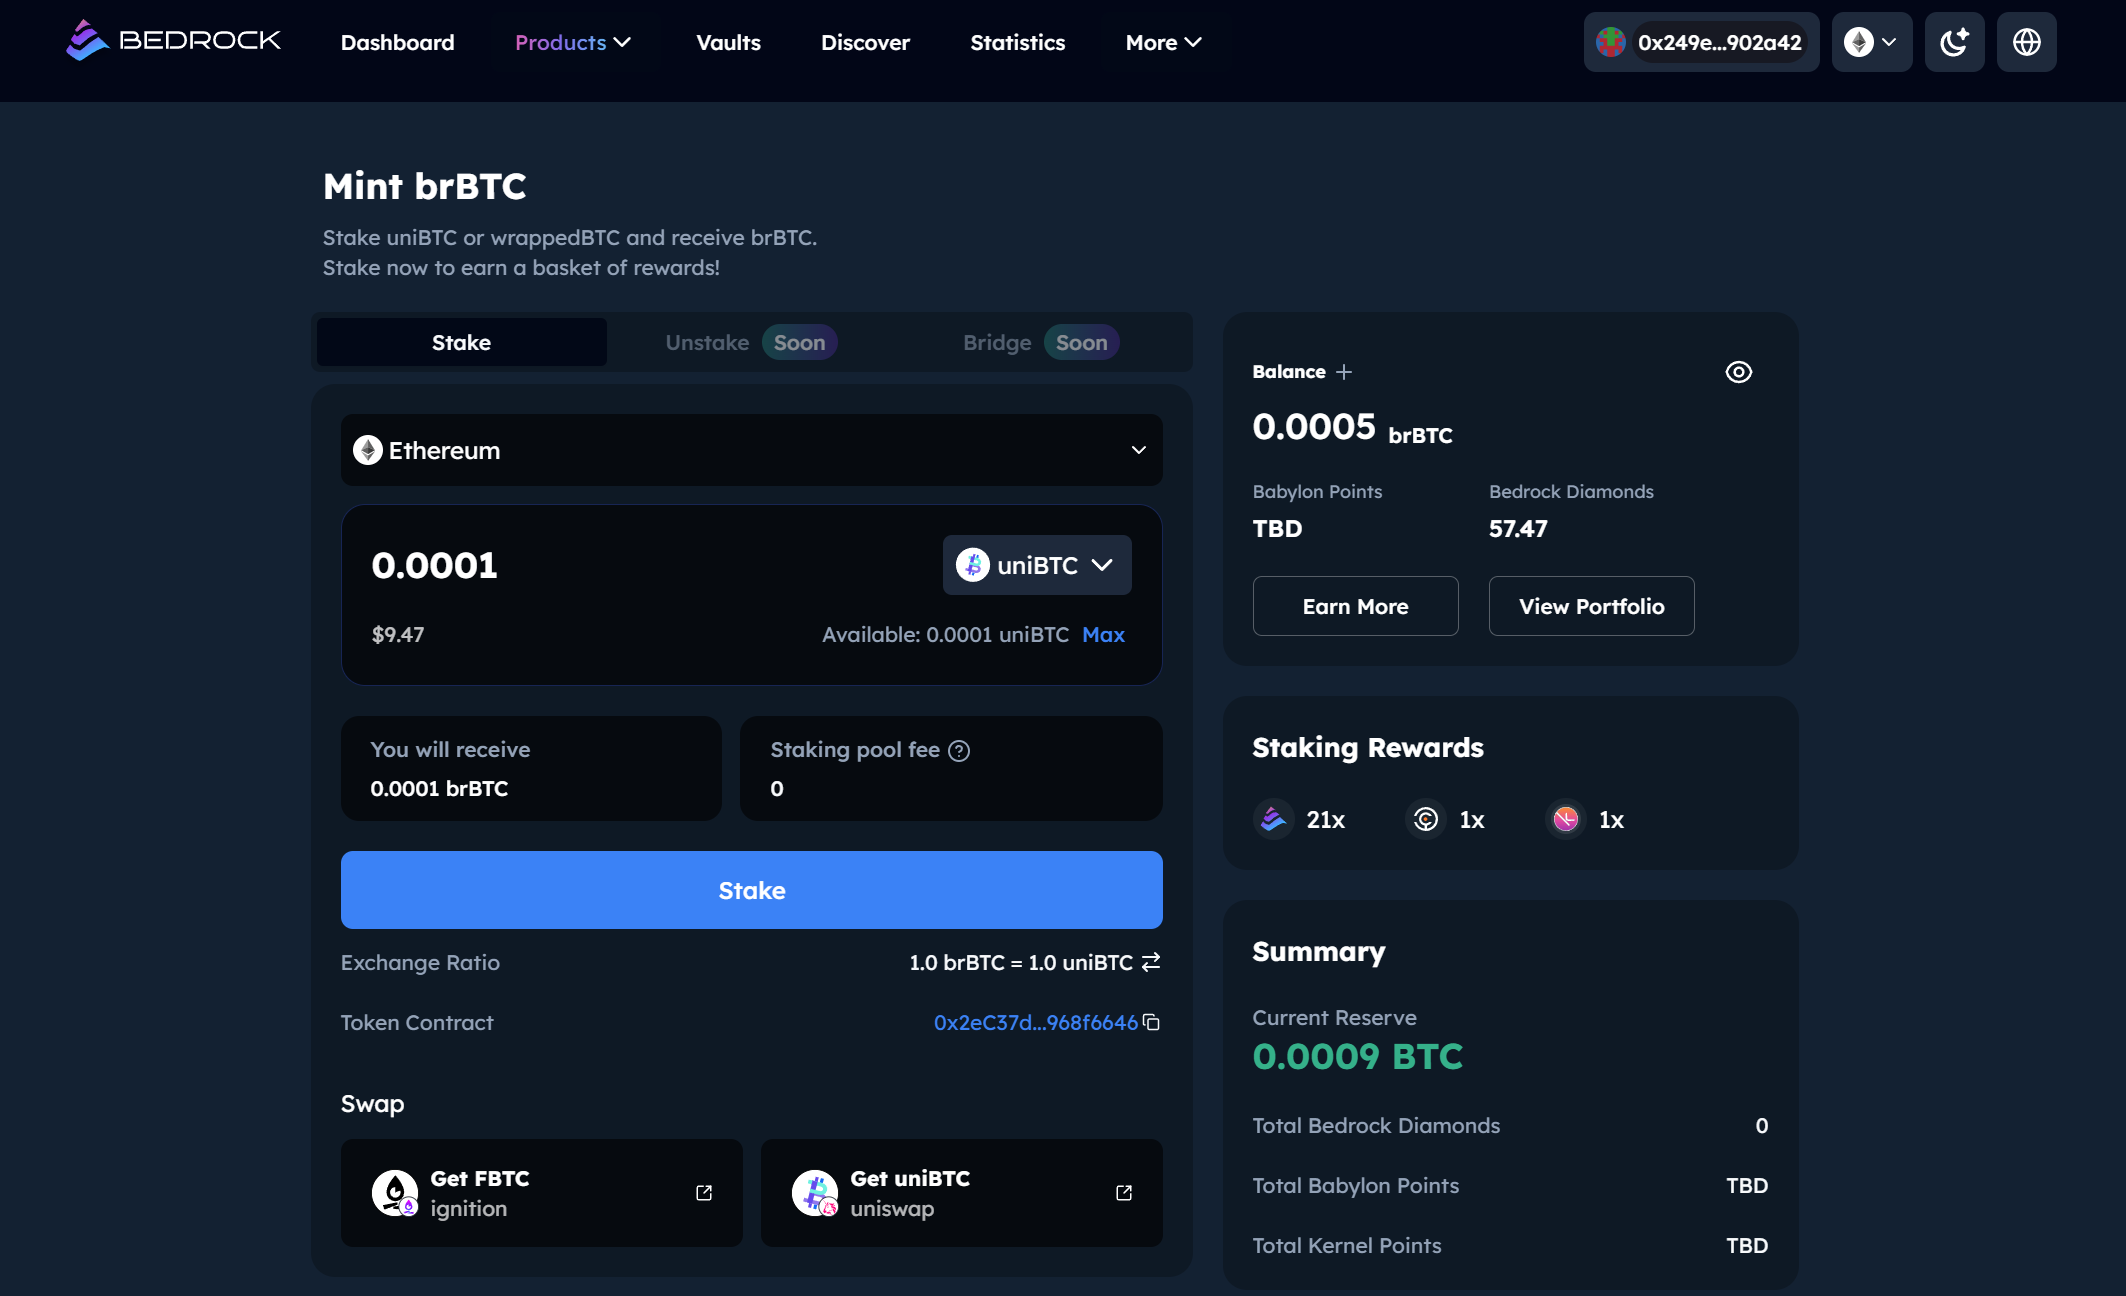 BEDROCK
Dashboard
Products
Vaults
Discover
Statistics
More
0x249e...902a42
Mint brBTC
Stake uniBTC or wrappedBTC and receive brBTC.
Stake now to earn a basket of rewards!
Stake
Unstake Soon
Bridge Soon
Ethereum
0.0001
uniBTC
$9.47
Available: 0.0001 uniBTC Max
You will receive
0.0001 brBTC
Staking pool fee
0
Stake
Exchange Ratio
1.0 brBTC = 1.0 uniBTC
Token Contract
0x2eC37d...968f6646
Swap
Get FBTC
ignition
Get uniBTC
uniswap
Balance
0.0005 brBTC
Babylon Points
TBD
Bedrock Diamonds
57.47
Earn More
View Portfolio
Staking Rewards
21x
1x
1x
Summary
Current Reserve
0.0009 BTC
Total Bedrock Diamonds
0
Total Babylon Points
TBD
Total Kernel Points
TBD